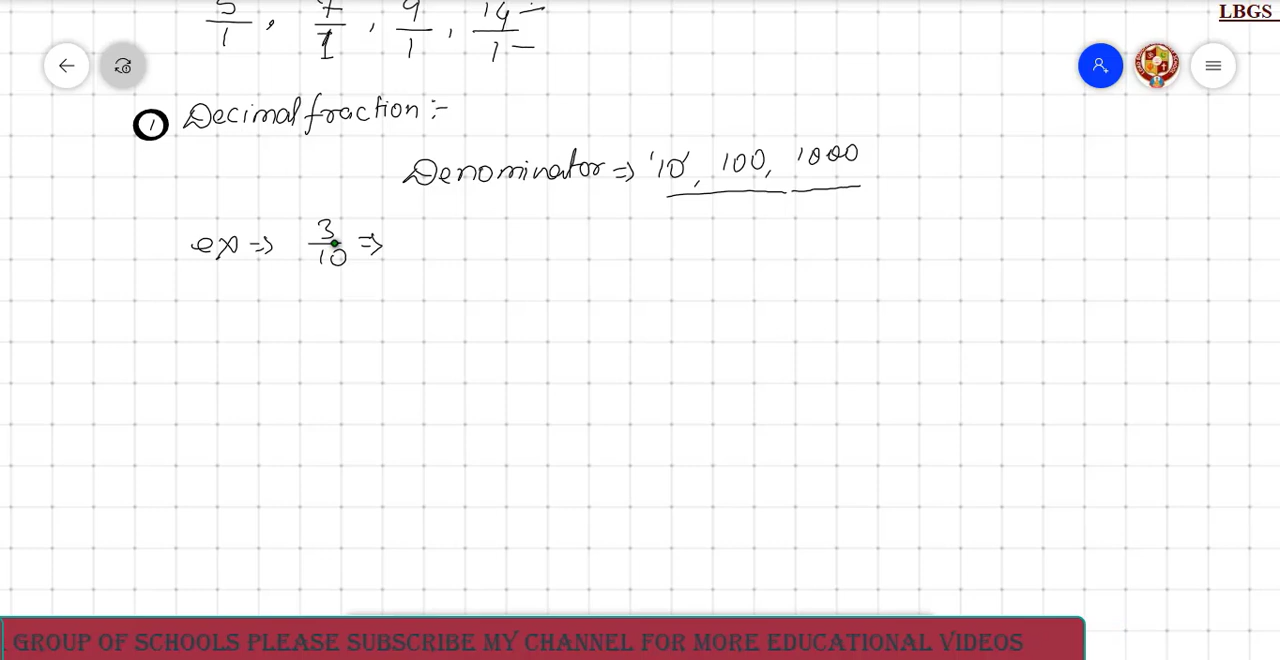 LBGS
5/1, 7/1, 9/1, 14/1
① Decimal fraction :-
Denominator ⇒ '10', 100, 1000
ex ⇒ 3/10 ⇒
GROUP OF SCHOOLS PLEASE SUBSCRIBE MY CHANNEL FOR MORE EDUCATIONAL VIDEOS